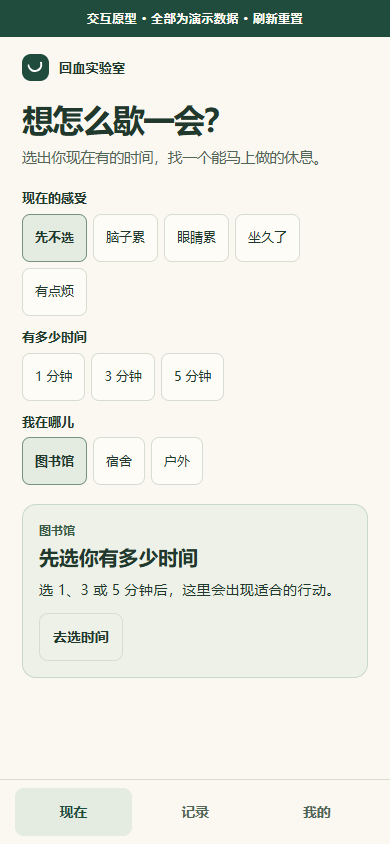 交互原型 • 全部为演示数据 • 刷新重置
回血实验室
想怎么歇一会？
选出你现在有的时间，找一个能马上做的休息。
现在的感受
先不选 脑子累 眼睛累 坐久了
有点烦
有多少时间
1 分钟 3 分钟 5 分钟
我在哪儿
图书馆 宿舍 户外
图书馆
先选你有多少时间
选 1、3 或 5 分钟后，这里会出现适合的行动。
去选时间
现在 记录 我的